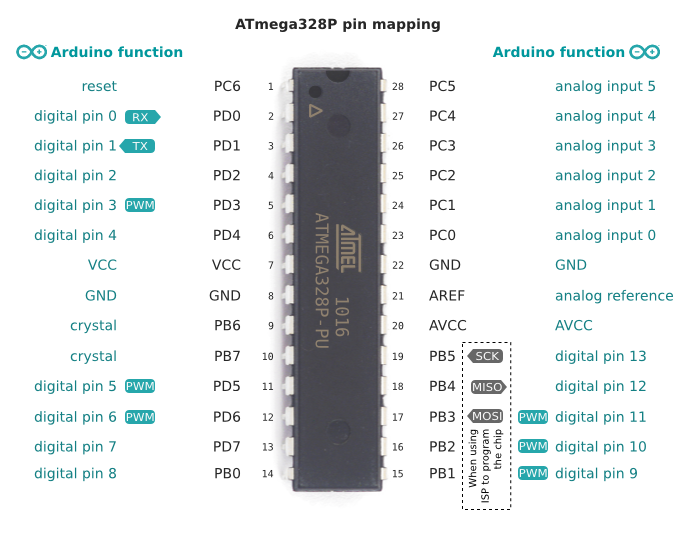 ATmega328P pin mapping
Arduino function Arduino function
reset PC6 1 28 PC5 analog input 5
digital pin 0 RX PD0 2 27 PC4 analog input 4
digital pin 1 TX PD1 3 26 PC3 analog input 3
digital pin 2 PD2 4 25 PC2 analog input 2
digital pin 3 PWM PD3 5 24 PC1 analog input 1
digital pin 4 PD4 6 23 PC0 analog input 0
VCC VCC 7 22 GND GND
GND GND 8 21 AREF analog reference
crystal PB6 9 20 AVCC AVCC
crystal PB7 10 19 PB5 SCK digital pin 13
digital pin 5 PWM PD5 11 18 PB4 MISO digital pin 12
digital pin 6 PWM PD6 12 17 PB3 MOSI PWM digital pin 11
digital pin 7 PD7 13 16 PB2 PWM digital pin 10
digital pin 8 PB0 14 15 PB1 PWM digital pin 9
When using
ISP to program
the chip
ATMEL
1016
ATMEGA328P-PU